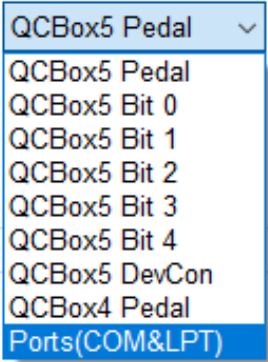 QCBox5 Pedal
QCBox5 Pedal
QCBox5 Bit 0
QCBox5 Bit 1
QCBox5 Bit 2
QCBox5 Bit 3
QCBox5 Bit 4
QCBox5 DevCon
QCBox4 Pedal
Ports(COM&LPT)